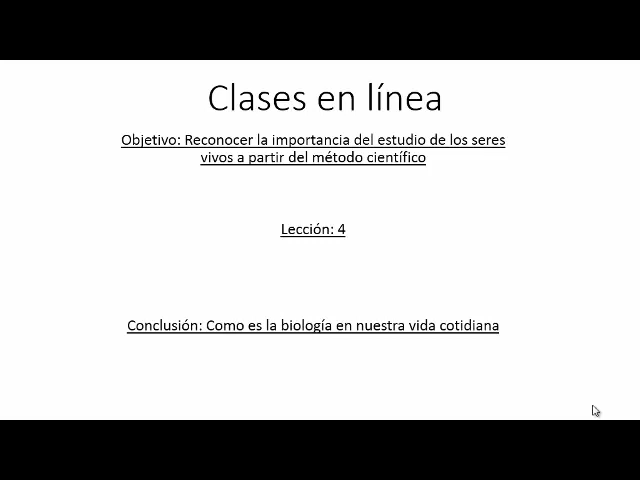 Clases en línea
Objetivo: Reconocer la importancia del estudio de los seres
vivos a partir del método científico
Lección: 4
Conclusión: Como es la biología en nuestra vida cotidiana